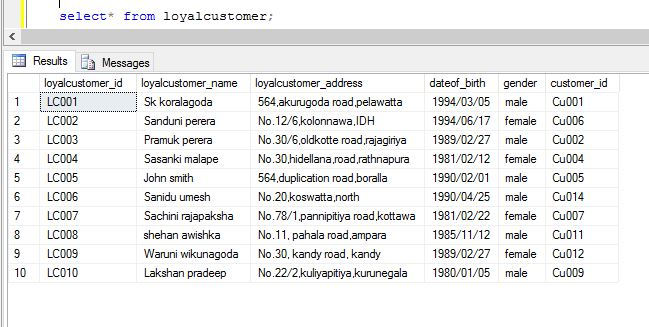 select* from loyalcustomer;
Results Messages
loyalcustomer_id loyalcustomer_name loyalcustomer_address dateof_birth gender customer_id
1 LC001 Sk koralagoda 564,akurugoda road,pelawatta 1994/03/05 male Cu001
2 LC002 Sanduni perera No.12/6,kolonnawa,IDH 1994/06/17 female Cu006
3 LC003 Pramuk perera No.30/6,oldkotte road,rajagiriya 1989/02/27 male Cu002
4 LC004 Sasanki malape No.30,hidellana,road,rathnapura 1981/02/12 female Cu004
5 LC005 John smith 564,duplication road,boralla 1990/02/01 male Cu005
6 LC006 Sanidu umesh No.20,koswatta,north 1990/04/25 male Cu014
7 LC007 Sachini rajapaksha No.78/1,pannipitiya road,kottawa 1981/02/22 female Cu007
8 LC008 shehan awishka No.11, pahala road,ampara 1985/11/12 male Cu011
9 LC009 Waruni wikunagoda No.30, kandy road, kandy 1989/02/27 female Cu012
10 LC010 Lakshan pradeep No.22/2,kuliyapitiya,kurunegala 1980/01/05 male Cu009